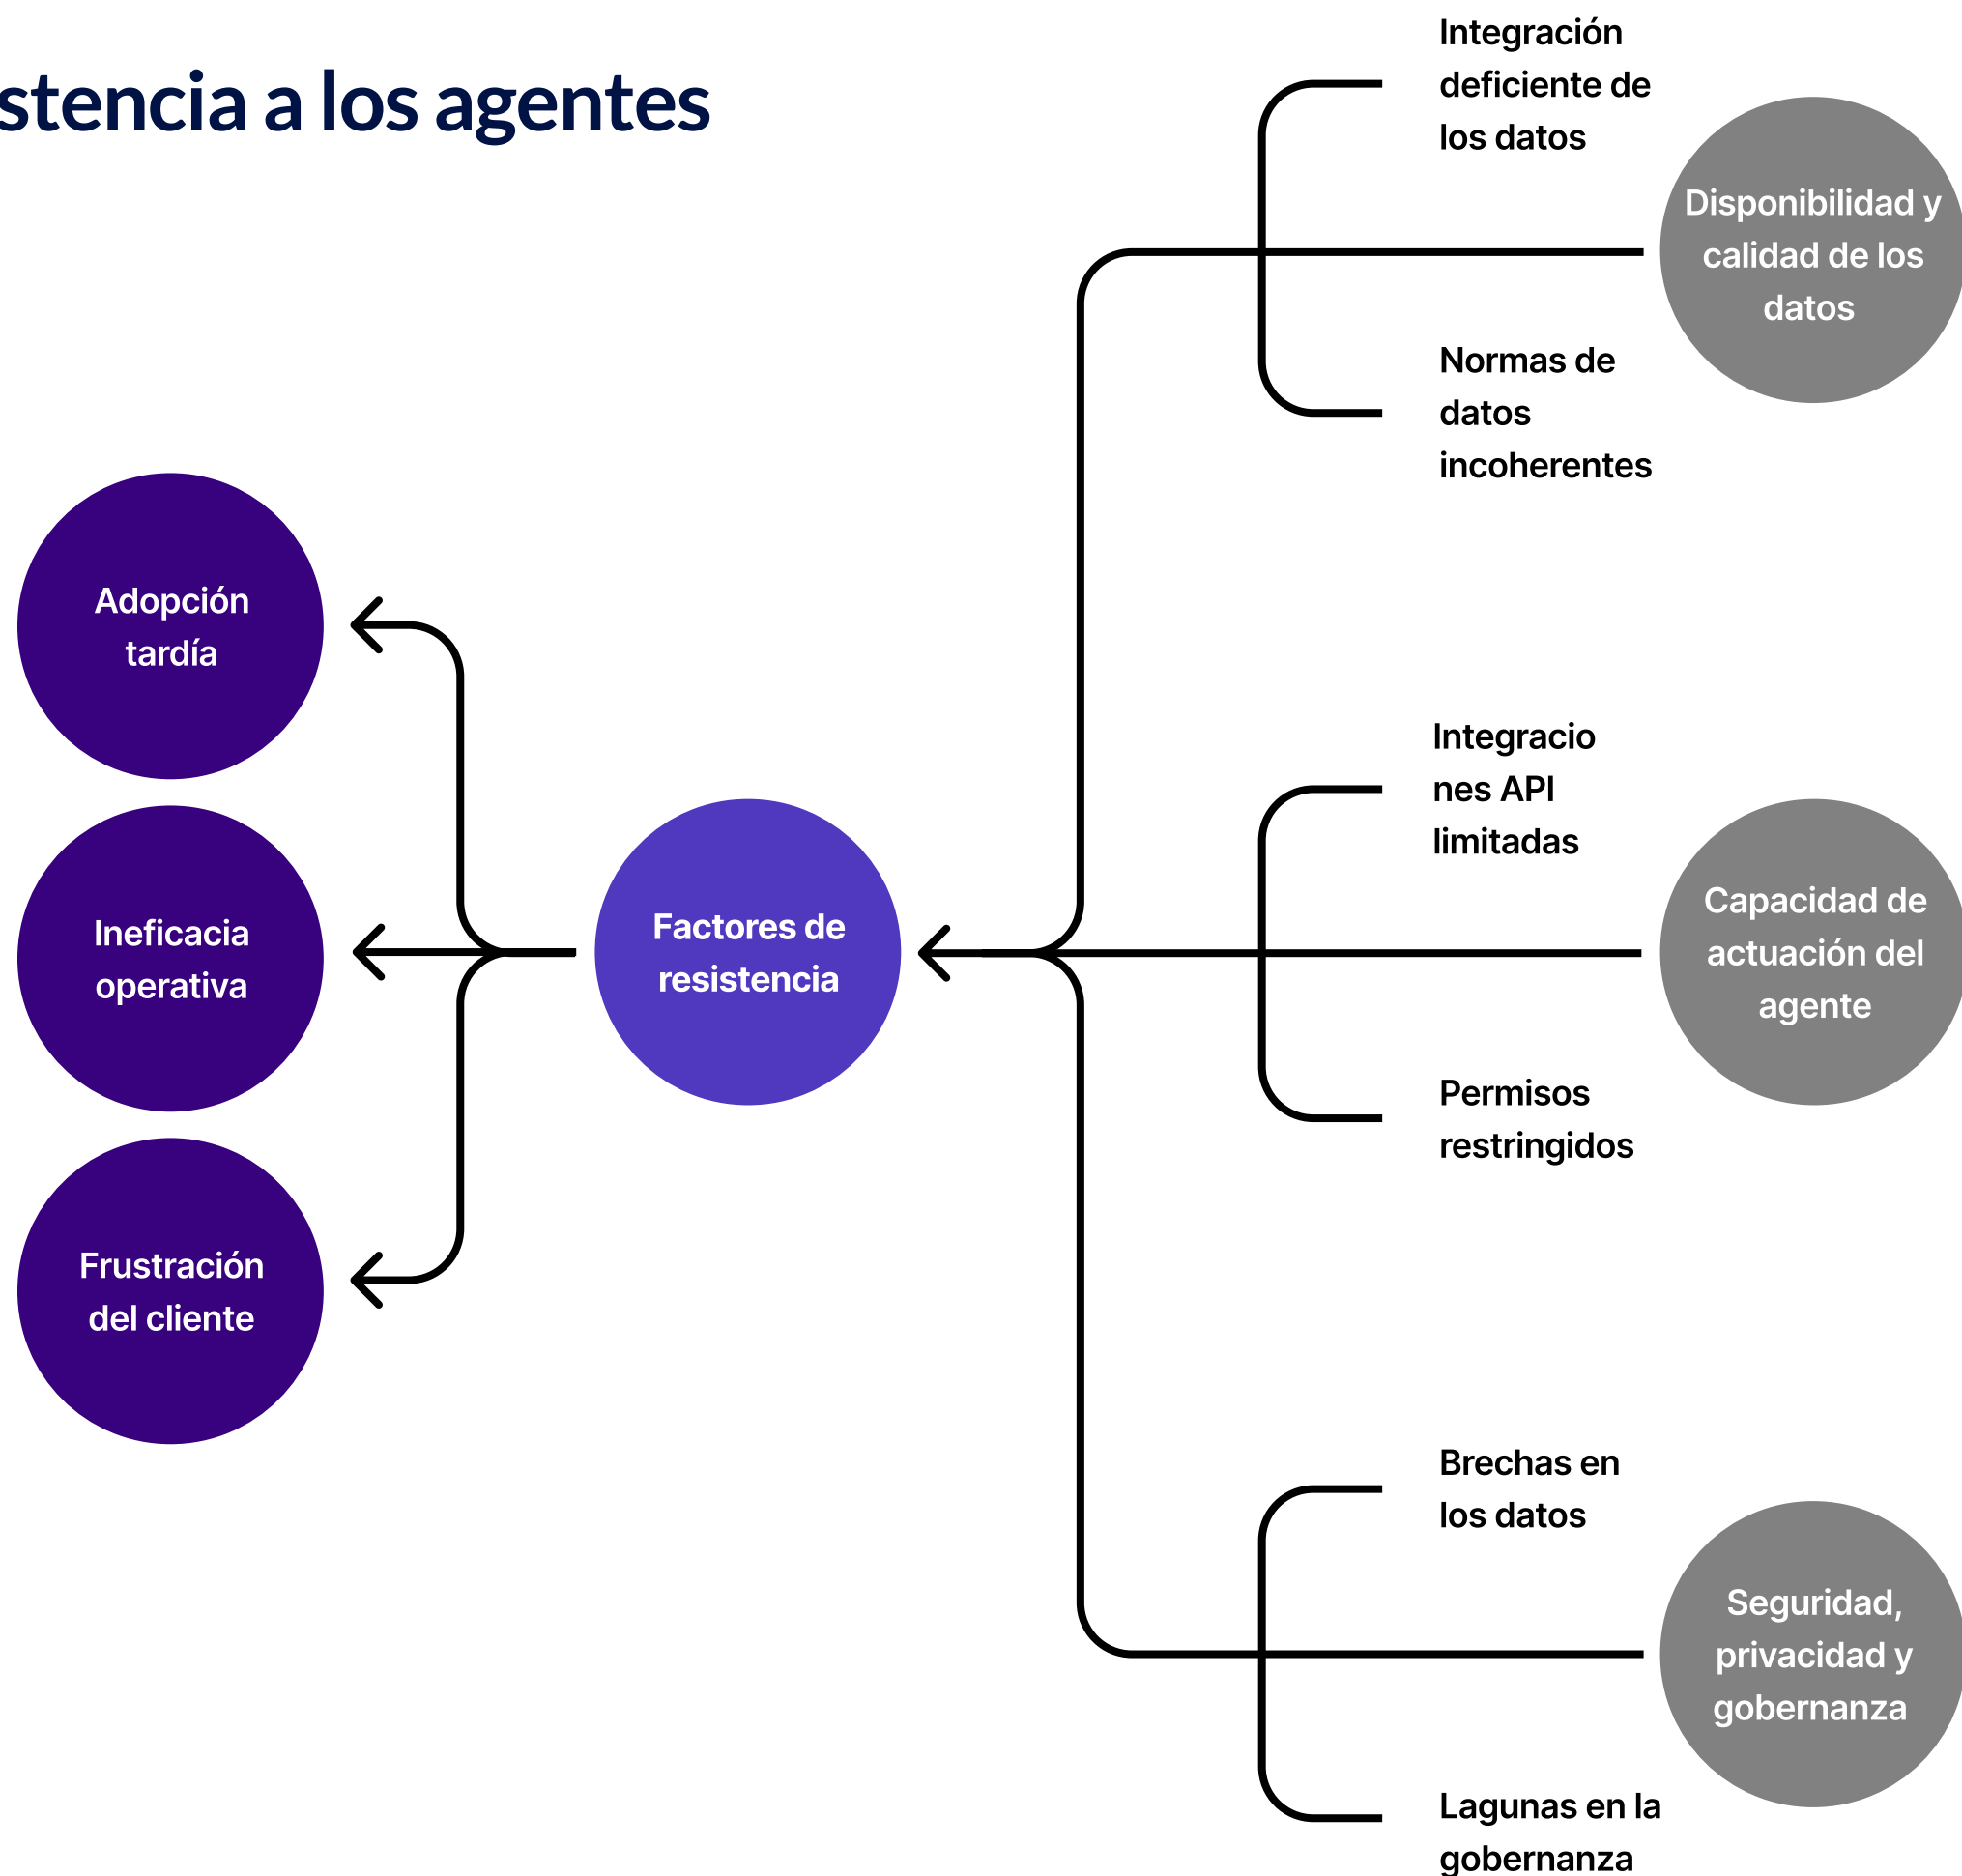 stencia a los agentes
Integración
deficiente de
los datos
Disponibilidad y
calidad de los
datos
Normas de
datos
incoherentes
Adopción
tardía
Ineficacia
operativa
Frustración
del cliente
Factores de
resistencia
Integracio
nes API
limitadas
Capacidad de
actuación del
agente
Permisos
restringidos
Brechas en
los datos
Seguridad,
privacidad y
gobernanza
Lagunas en la
gobernanza